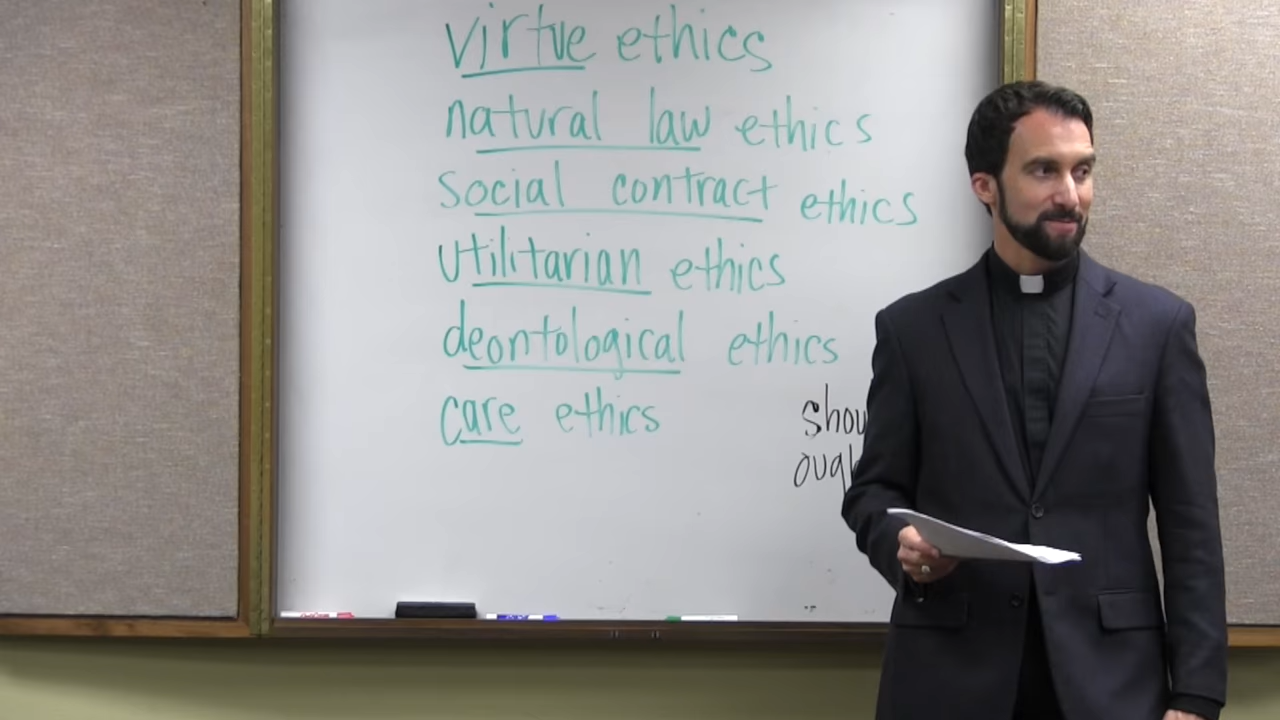 virtue ethics
natural law ethics
social contract ethics
utilitarian ethics
deontological ethics
care ethics